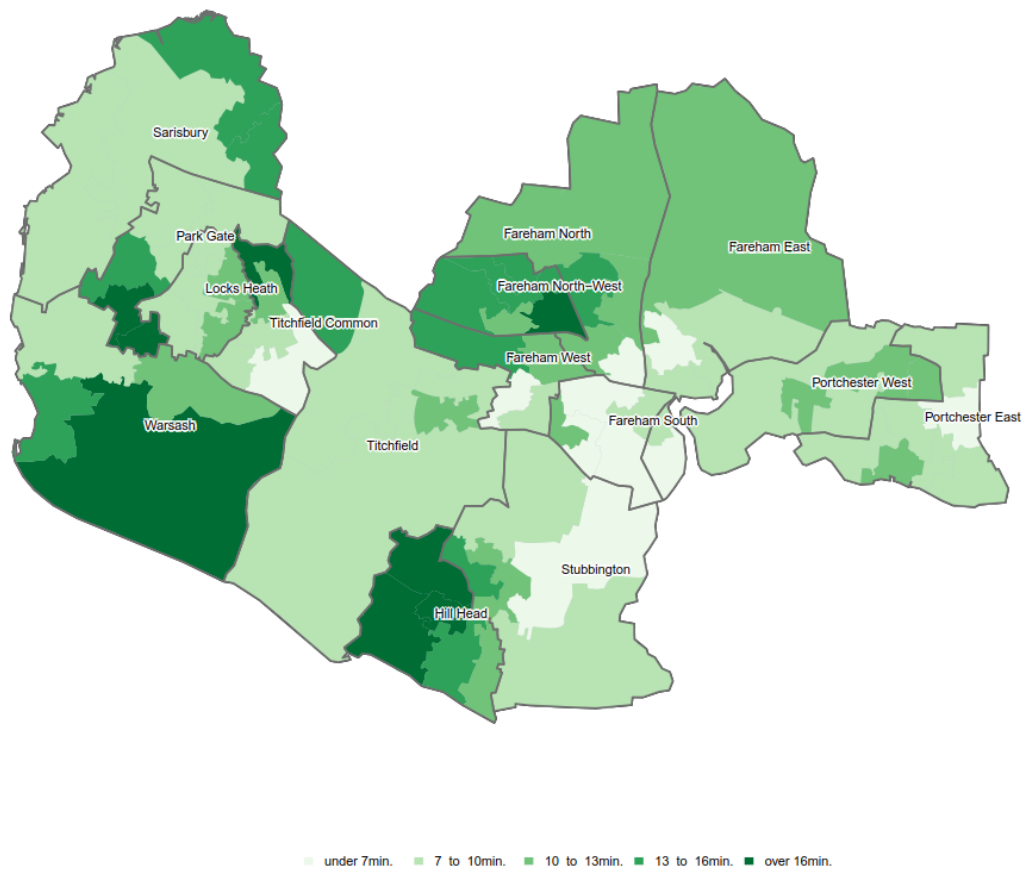 Sarisbury
Park Gate
Fareham North
Fareham East
Locks Heath
Fareham North−West
Titchfield Common
Fareham West
Portchester West
Warsash
Titchfield
Fareham South
Portchester East
Stubbington
Hill Head
under 7min. 7 to 10min. 10 to 13min. 13 to 16min. over 16min.